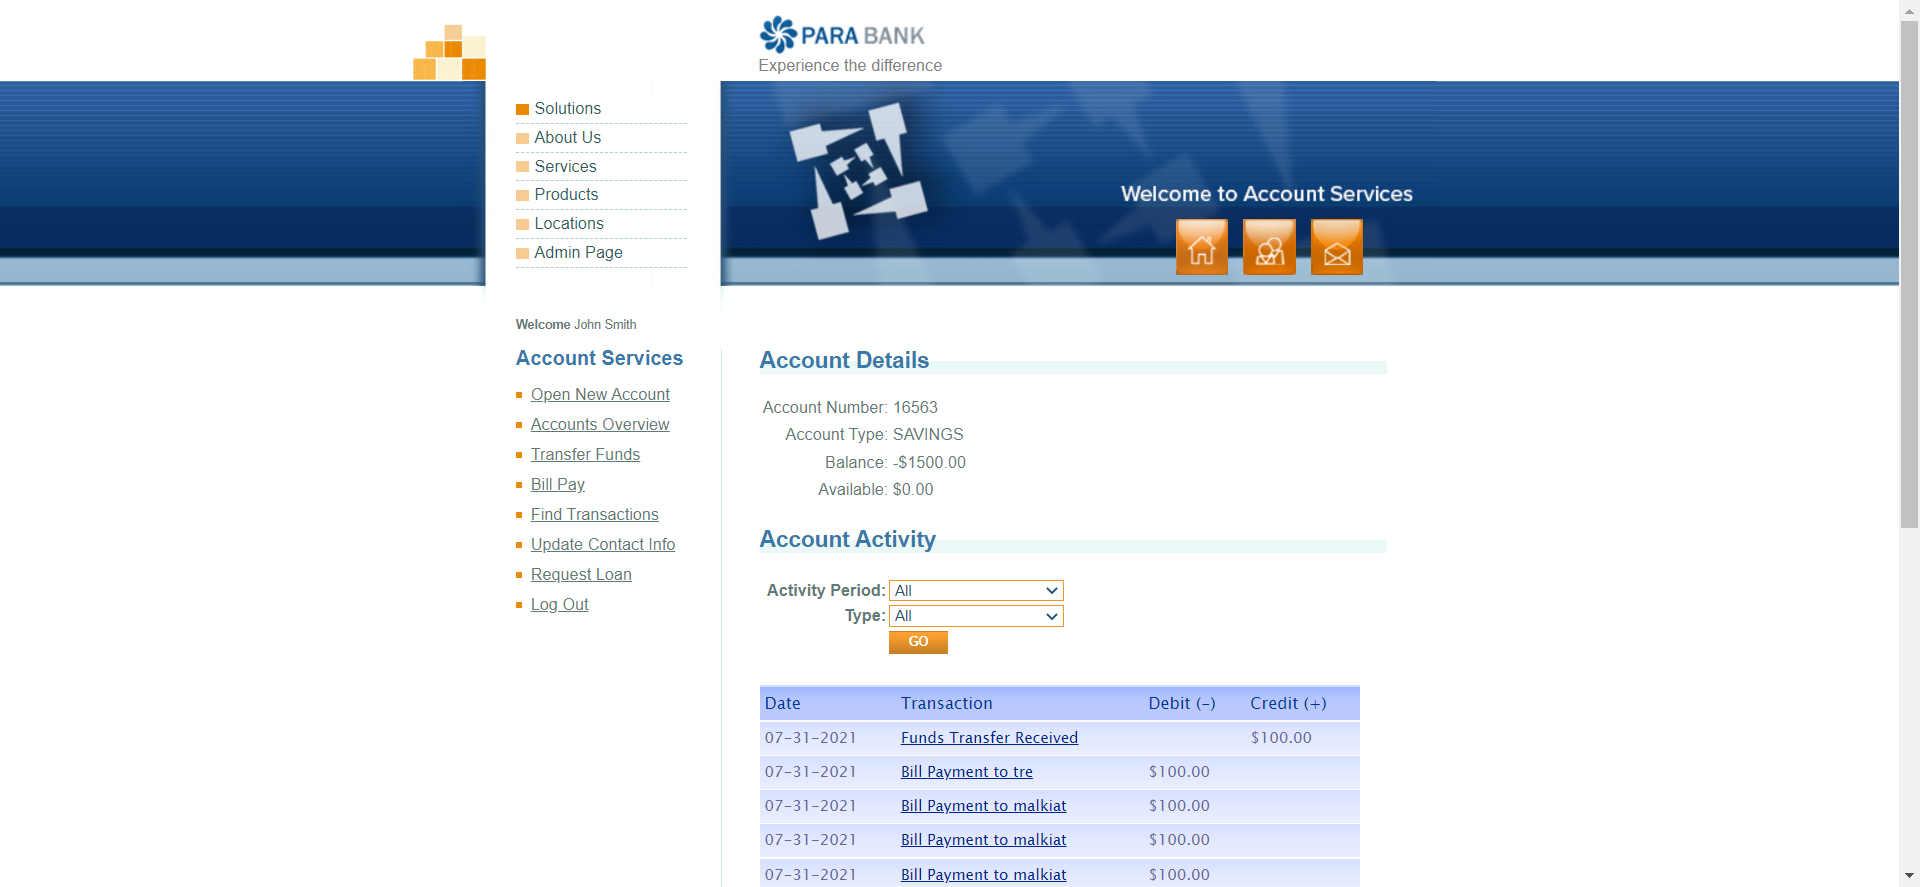 PARA BANK
Experience the difference
Solutions
About Us
Services
Products
Locations
Admin Page
Welcome to Account Services
Welcome John Smith
Account Services
Open New Account
Accounts Overview
Transfer Funds
Bill Pay
Find Transactions
Update Contact Info
Request Loan
Log Out
Account Details
Account Number: 16563
Account Type: SAVINGS
Balance: -$1500.00
Available: $0.00
Account Activity
Activity Period: All
Type: All
GO
Date Transaction Debit (-) Credit (+)
07-31-2021 Funds Transfer Received $100.00
07-31-2021 Bill Payment to tre $100.00
07-31-2021 Bill Payment to malkiat $100.00
07-31-2021 Bill Payment to malkiat $100.00
07-31-2021 Bill Payment to malkiat $100.00